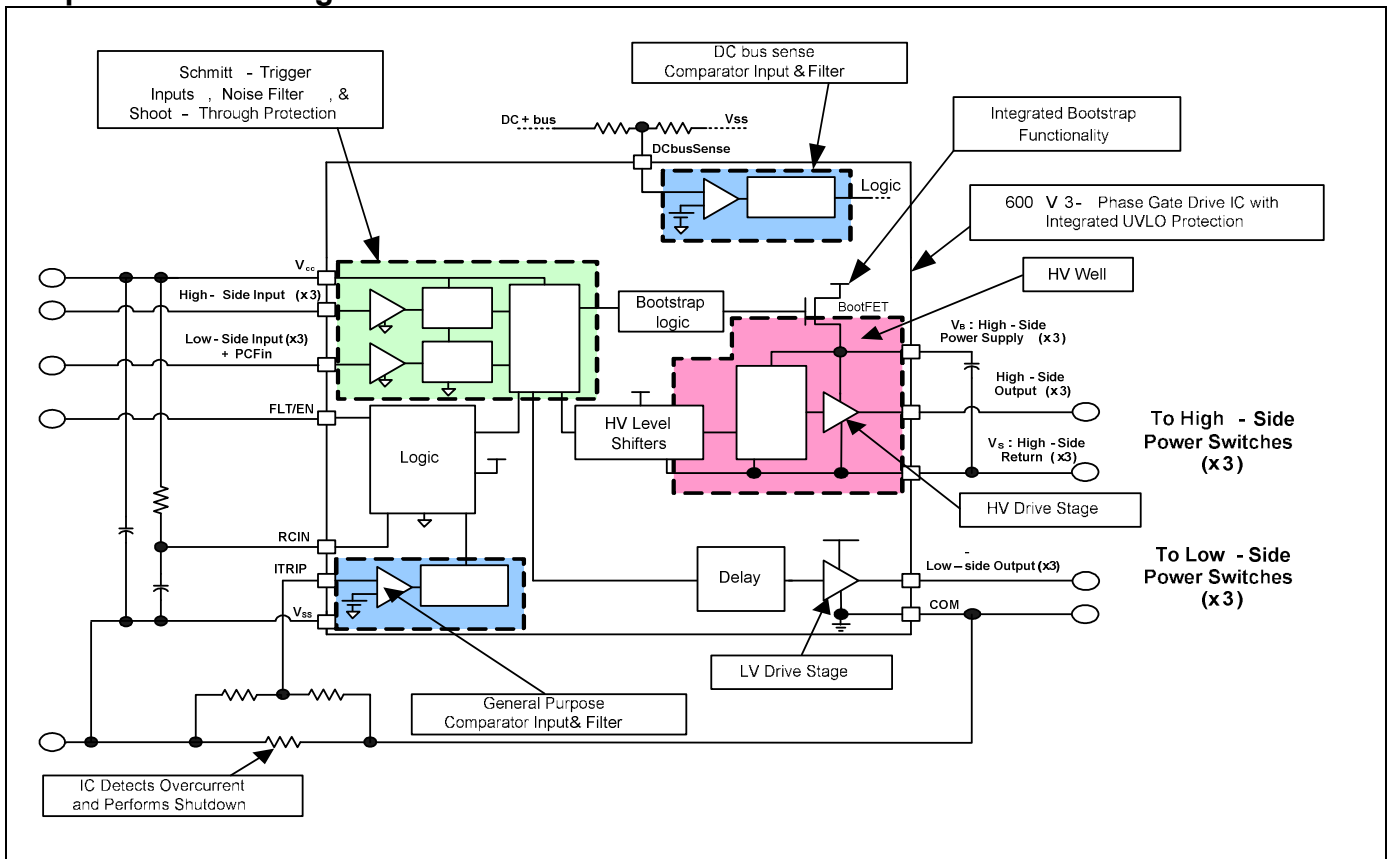 Schmitt - Trigger
Inputs , Noise Filter , &
Shoot - Through Protection
DC bus sense
Comparator Input & Filter
DC + bus
Vss
DCbusSense
Integrated Bootstrap
Functionality
Logic
600 V 3- Phase Gate Drive IC with
Integrated UVLO Protection
HV Well
Vcc
High- Side Input (x3)
Low- Side Input (x3)
+ PCFin
FLT/EN
Bootstrap
logic
BootFET
VB : High - Side
Power Supply (x3)
High - Side
Output (x3)
VS : High - Side
Return (x3)
To High - Side
Power Switches
(x3)
HV Level
Shifters
Logic
HV Drive Stage
RCIN
ITRIP
VSS
Delay
-
Low – side Output (x3)
COM
To Low - Side
Power Switches
(x3)
LV Drive Stage
General Purpose
Comparator Input& Filter
IC Detects Overcurrent
and Performs Shutdown